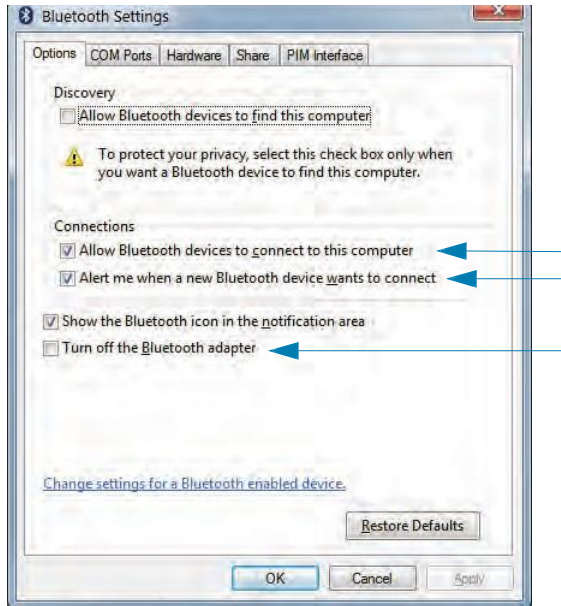 Bluetooth Settings
Options COM Ports Hardware Share PIM Interface
Discovery
Allow Bluetooth devices to find this computer
To protect your privacy, select this check box only when
you want a Bluetooth device to find this computer.
Connections
Allow Bluetooth devices to connect to this computer
Alert me when a new Bluetooth device wants to connect
Show the Bluetooth icon in the notification area
Turn off the Bluetooth adapter
Change settings for a Bluetooth enabled device.
Restore Defaults
OK Cancel Apply